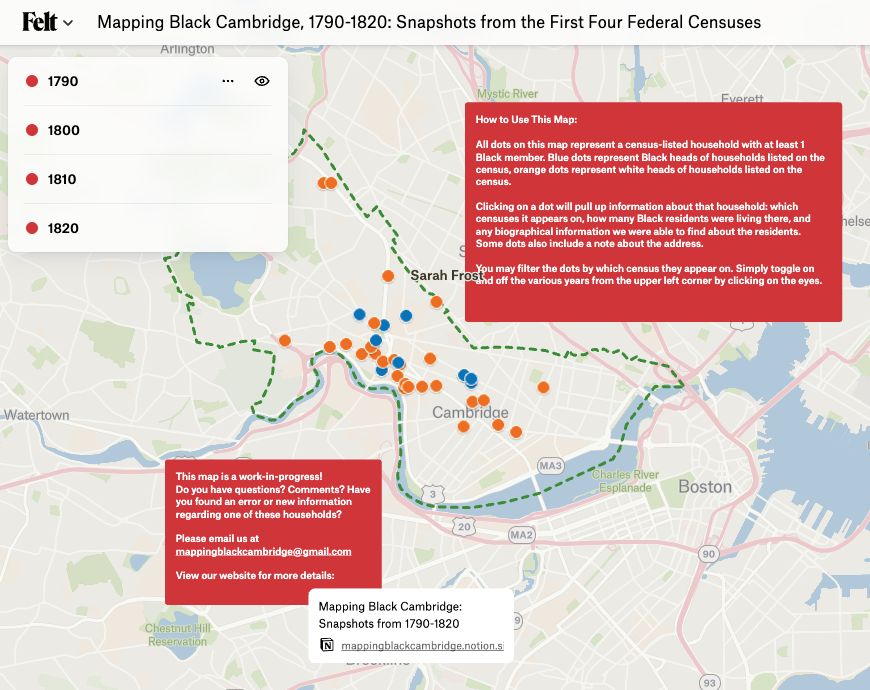 Felt
Mapping Black Cambridge, 1790-1820: Snapshots from the First Four Federal Censuses
Arlington
1790
1800
1810
1820
Mystic River
Everett
How to Use This Map:
All dots on this map represent a census-listed household with at least 1
Black member. Blue dots represent Black heads of households listed on the
census, orange dots represent white heads of households listed on the
census.
Clicking on a dot will pull up information about that household: which
censuses it appears on, how many Black residents were living there, and
any biographical information we were able to find about the residents.
Some dots also include a note about the address.
You may filter the dots by which census they appear on. Simply toggle on
and off the various years from the upper left corner by clicking on the eyes.
Sarah Frost
Watertown
Cambridge
MA3
Charles River
Esplanade
Boston
3
20
MA2
90
This map is a work-in-progress!
Do you have questions? Comments? Have
you found an error or new information
regarding one of these households?
Please email us at
mappingblackcambridge@gmail.com
View our website for more details:
Mapping Black Cambridge:
Snapshots from 1790-1820
mappingblackcambridge.notion.s
Chestnut Hill
Reservation
93